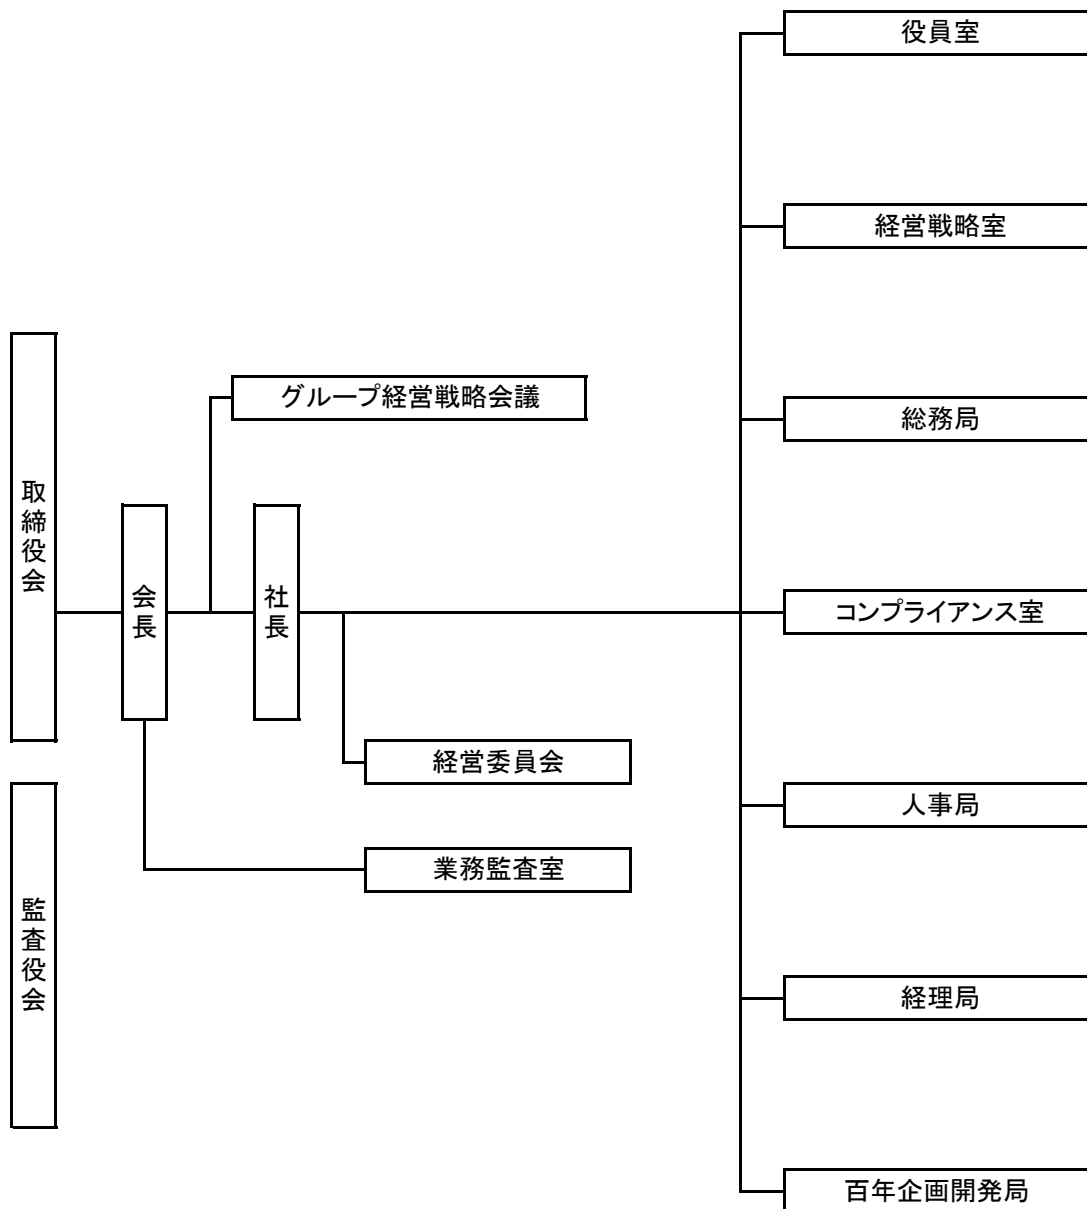 役員室
経営戦略室
グループ経営戦略会議
総務局
取締役会
会長
社長
コンプライアンス室
経営委員会
人事局
業務監査室
監査役会
経理局
百年企画開発局